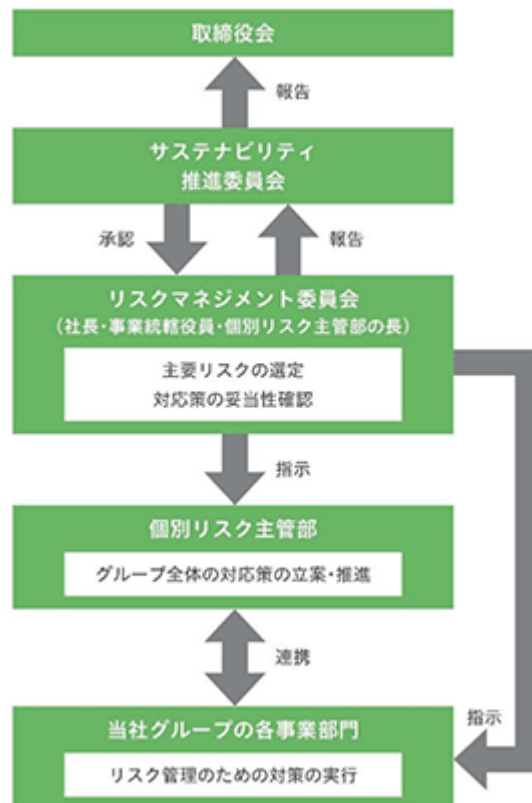 取締役会
報告
サステナビリティ
推進委員会
承認
報告
リスクマネジメント委員会
（社長・事業統轄役員・個別リスク主管部の長）
主要リスクの選定
対応策の妥当性確認
指示
個別リスク主管部
グループ全体の対応策の立案・推進
連携
当社グループの各事業部門
指示
リスク管理のための対策の実行